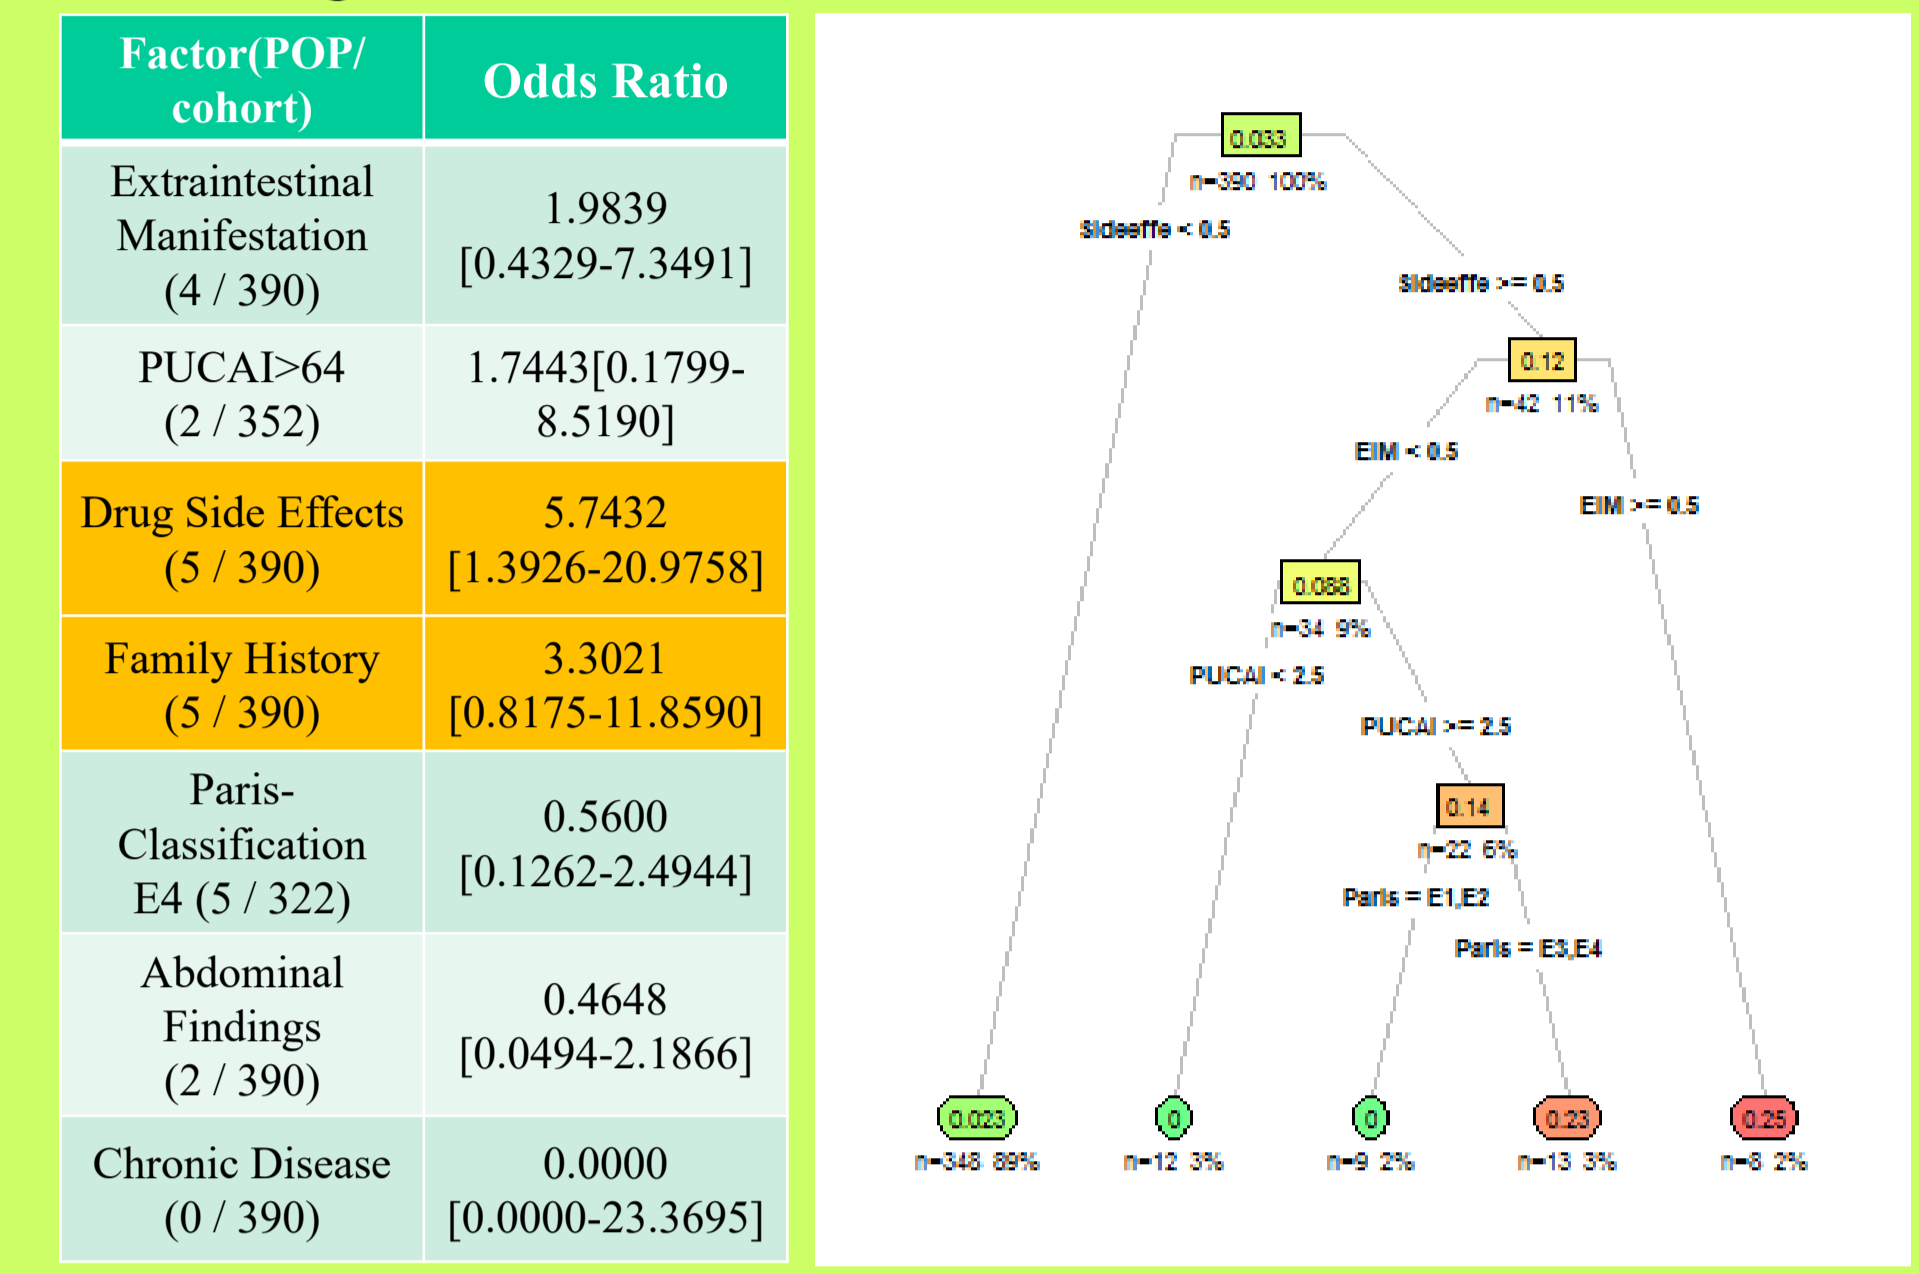 Factor(POP/
cohort)
Odds Ratio
Extraintestinal
Manifestation
(4 / 390)
1.9839
[0.4329-7.3491]
PUCAI>64
(2 / 352)
1.7443[0.1799-
8.5190]
Drug Side Effects
(5 / 390)
5.7432
[1.3926-20.9758]
Family History
(5 / 390)
3.3021
[0.8175-11.8590]
Paris-
Classification
E4 (5 / 322)
0.5600
[0.1262-2.4944]
Abdominal
Findings
(2 / 390)
0.4648
[0.0494-2.1866]
Chronic Disease
(0 / 390)
0.0000
[0.0000-23.3695]
0.033
n=390 100%
Sideeffe < 0.5
Sideeffe >= 0.5
0.12
n=42 11%
EIM < 0.5
EIM >= 0.5
0.088
n=34 9%
PUCAI < 2.5
PUCAI >= 2.5
0.14
n=22 6%
Paris = E1,E2
Paris = E3,E4
0.023
n=348 89%
0
n=12 3%
0
n=9 2%
0.23
n=13 3%
0.25
n=8 2%